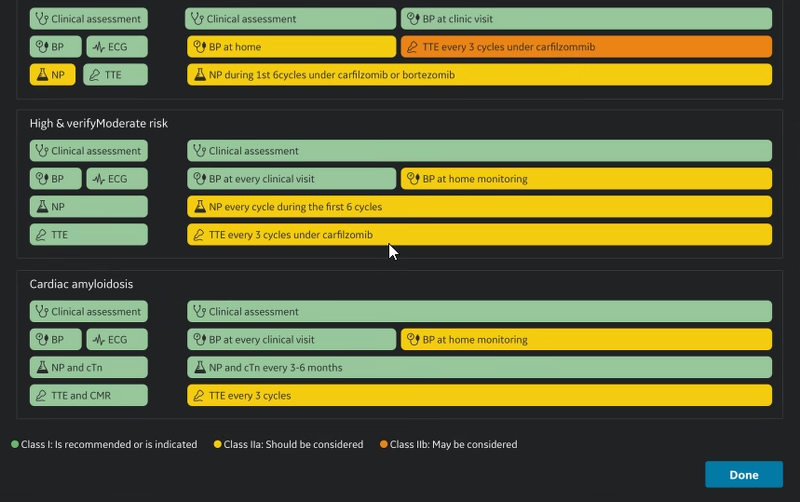 Clinical assessment Clinical assessment BP at clinic visit
BP ECG BP at home TTE every 3 cycles under carfilzommib
NP TTE NP during 1st 6cycles under carfilzomib or bortezomib
High & verifyModerate risk
Clinical assessment Clinical assessment
BP ECG BP at every clinical visit BP at home monitoring
NP NP every cycle during the first 6 cycles
TTE TTE every 3 cycles under carfilzomib
Cardiac amyloidosis
Clinical assessment Clinical assessment
BP ECG BP at every clinical visit BP at home monitoring
NP and cTn NP and cTn every 3-6 months
TTE and CMR TTE every 3 cycles
Class I: Is recommended or is indicated Class IIa: Should be considered Class IIb: May be considered
Done